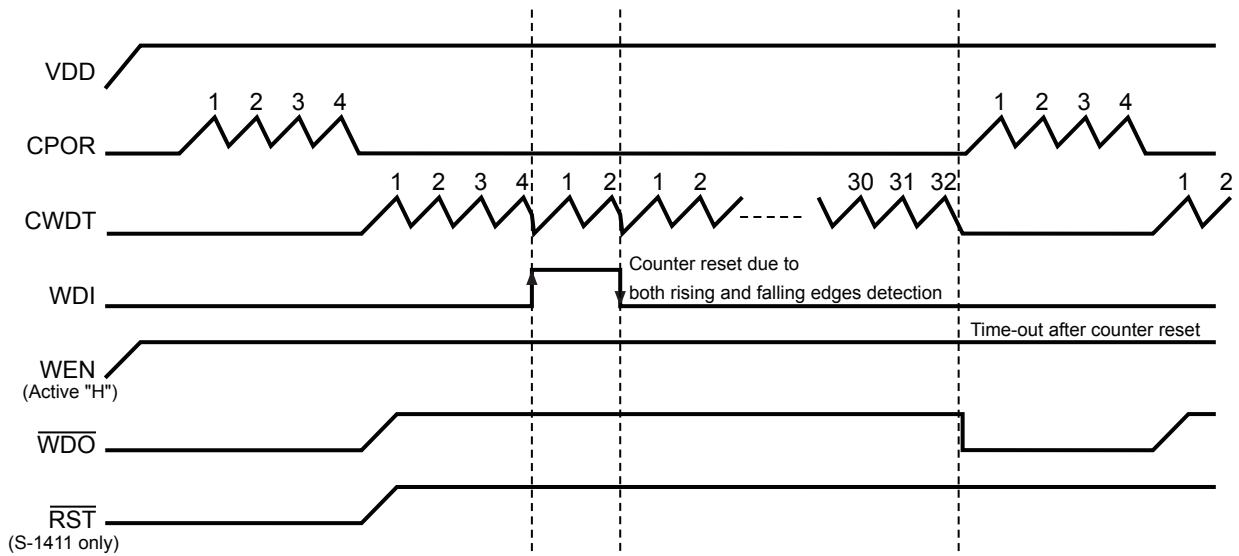 VDD
1 2 3 4
1 2 3 4
CPOR
1 2 3 4 1 2 1 2 30 31 32
1 2
CWDT
Counter reset due to
both rising and falling edges detection
WDI
Time-out after counter reset
WEN
(Active "H")
WDO
RST
(S-1411 only)